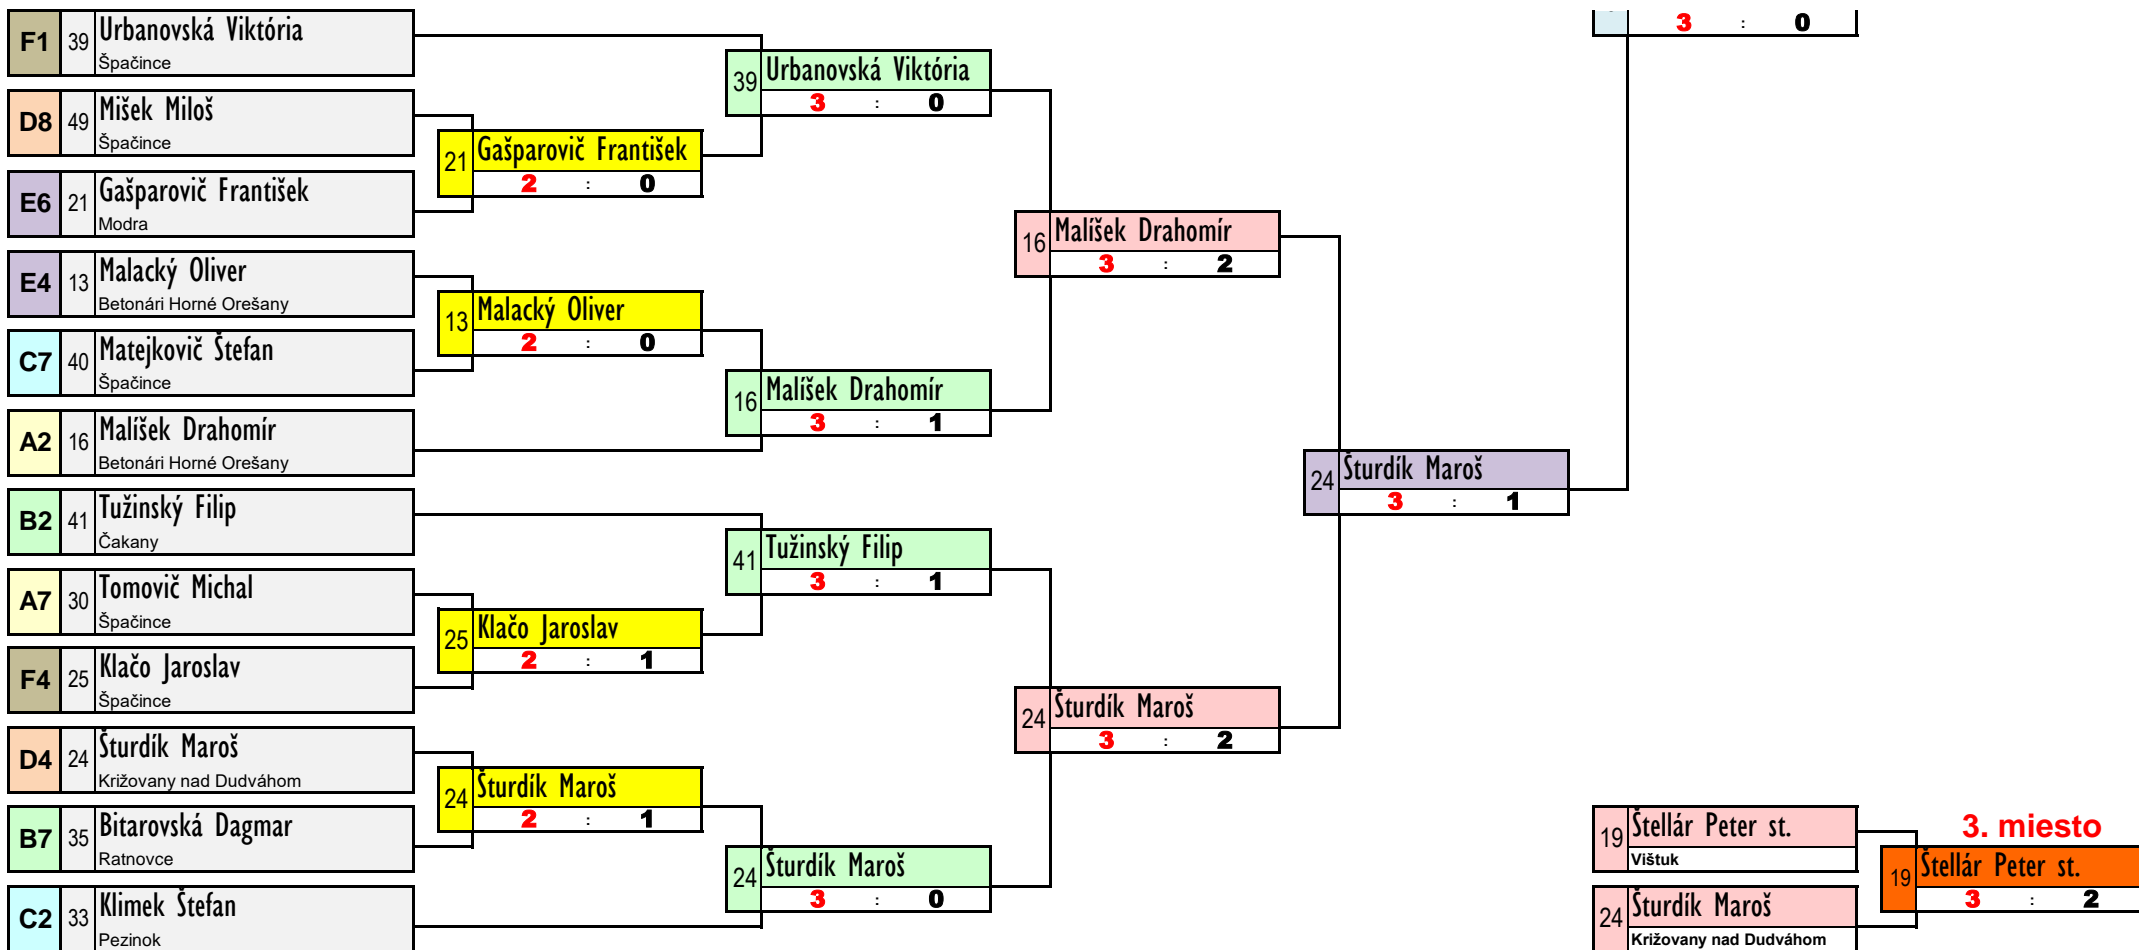 F1 39 Urbanovská Viktória
Špačince
D8 49 Mišek Miloš
Špačince
E6 21 Gašparovič František
Modra
E4 13 Malacký Oliver
Betonári Horné Orešany
C7 40 Matejkovič Štefan
Špačince
A2 16 Malíšek Drahomír
Betonári Horné Orešany
B2 41 Tužinský Filip
Čakany
A7 30 Tomovič Michal
Špačince
F4 25 Klačo Jaroslav
Špačince
D4 24 Šturdík Maroš
Križovany nad Dudváhom
B7 35 Bitarovská Dagmar
Ratnovce
C2 33 Klimek Štefan
Pezinok
21 Gašparovič František
2 : 0
13 Malacký Oliver
2 : 0
25 Klačo Jaroslav
2 : 1
24 Šturdík Maroš
2 : 1
39 Urbanovská Viktória
3 : 0
16 Malíšek Drahomír
3 : 1
41 Tužinský Filip
3 : 1
24 Šturdík Maroš
3 : 0
16 Malíšek Drahomír
3 : 2
24 Šturdík Maroš
3 : 2
24 Šturdík Maroš
3 : 1
3 : 0
19 Štellár Peter st.
Vištuk
24 Šturdík Maroš
Križovany nad Dudváhom
3. miesto
19 Štellár Peter st.
3 : 2